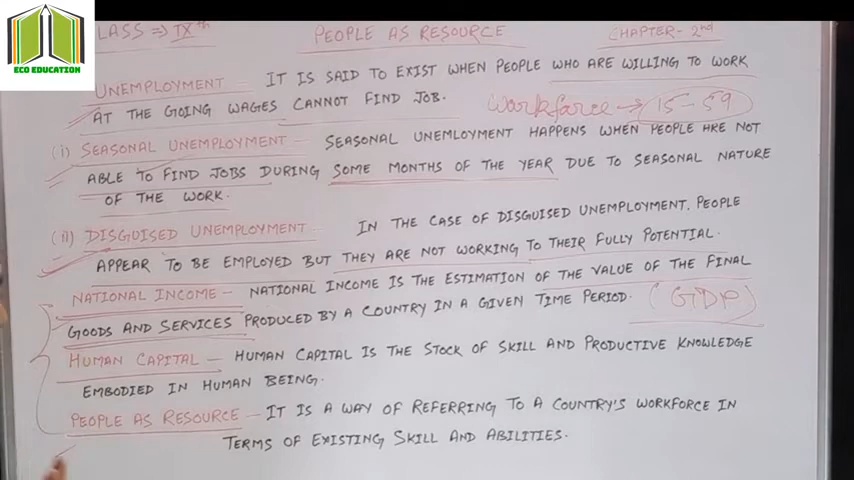 ECO EDUCATION
CLASS => IXth PEOPLE AS RESOURCE CHAPTER- 2nd
UNEMPLOYMENT IT IS SAID TO EXIST WHEN PEOPLE WHO ARE WILLING TO WORK
AT THE GOING WAGES CANNOT FIND JOB. Workforce → 15-59
(i) SEASONAL UNEMPLOYMENT – SEASONAL UNEMLOYMENT HAPPENS WHEN PEOPLE ARE NOT
ABLE TO FIND JOBS DURING SOME MONTHS OF THE YEAR DUE TO SEASONAL NATURE
OF THE WORK.
(ii) DISGUISED UNEMPLOYMENT IN THE CASE OF DISGUISED UNEMPLOYMENT. PEOPLE
APPEAR TO BE EMPLOYED BUT THEY ARE NOT WORKING TO THEIR FULLY POTENTIAL.
NATIONAL INCOME – NATIONAL INCOME IS THE ESTIMATION OF THE VALUE OF THE FINAL
GOODS AND SERVICES PRODUCED BY A COUNTRY IN A GIVEN TIME PERIOD. (GDP)
HUMAN CAPITAL – HUMAN CAPITAL IS THE STOCK OF SKILL AND PRODUCTIVE KNOWLEDGE
EMBODIED IN HUMAN BEING.
PEOPLE AS RESOURCE – IT IS A WAY OF REFERRING TO A COUNTRY'S WORKFORCE IN
TERMS OF EXISTING SKILL AND ABILITIES.